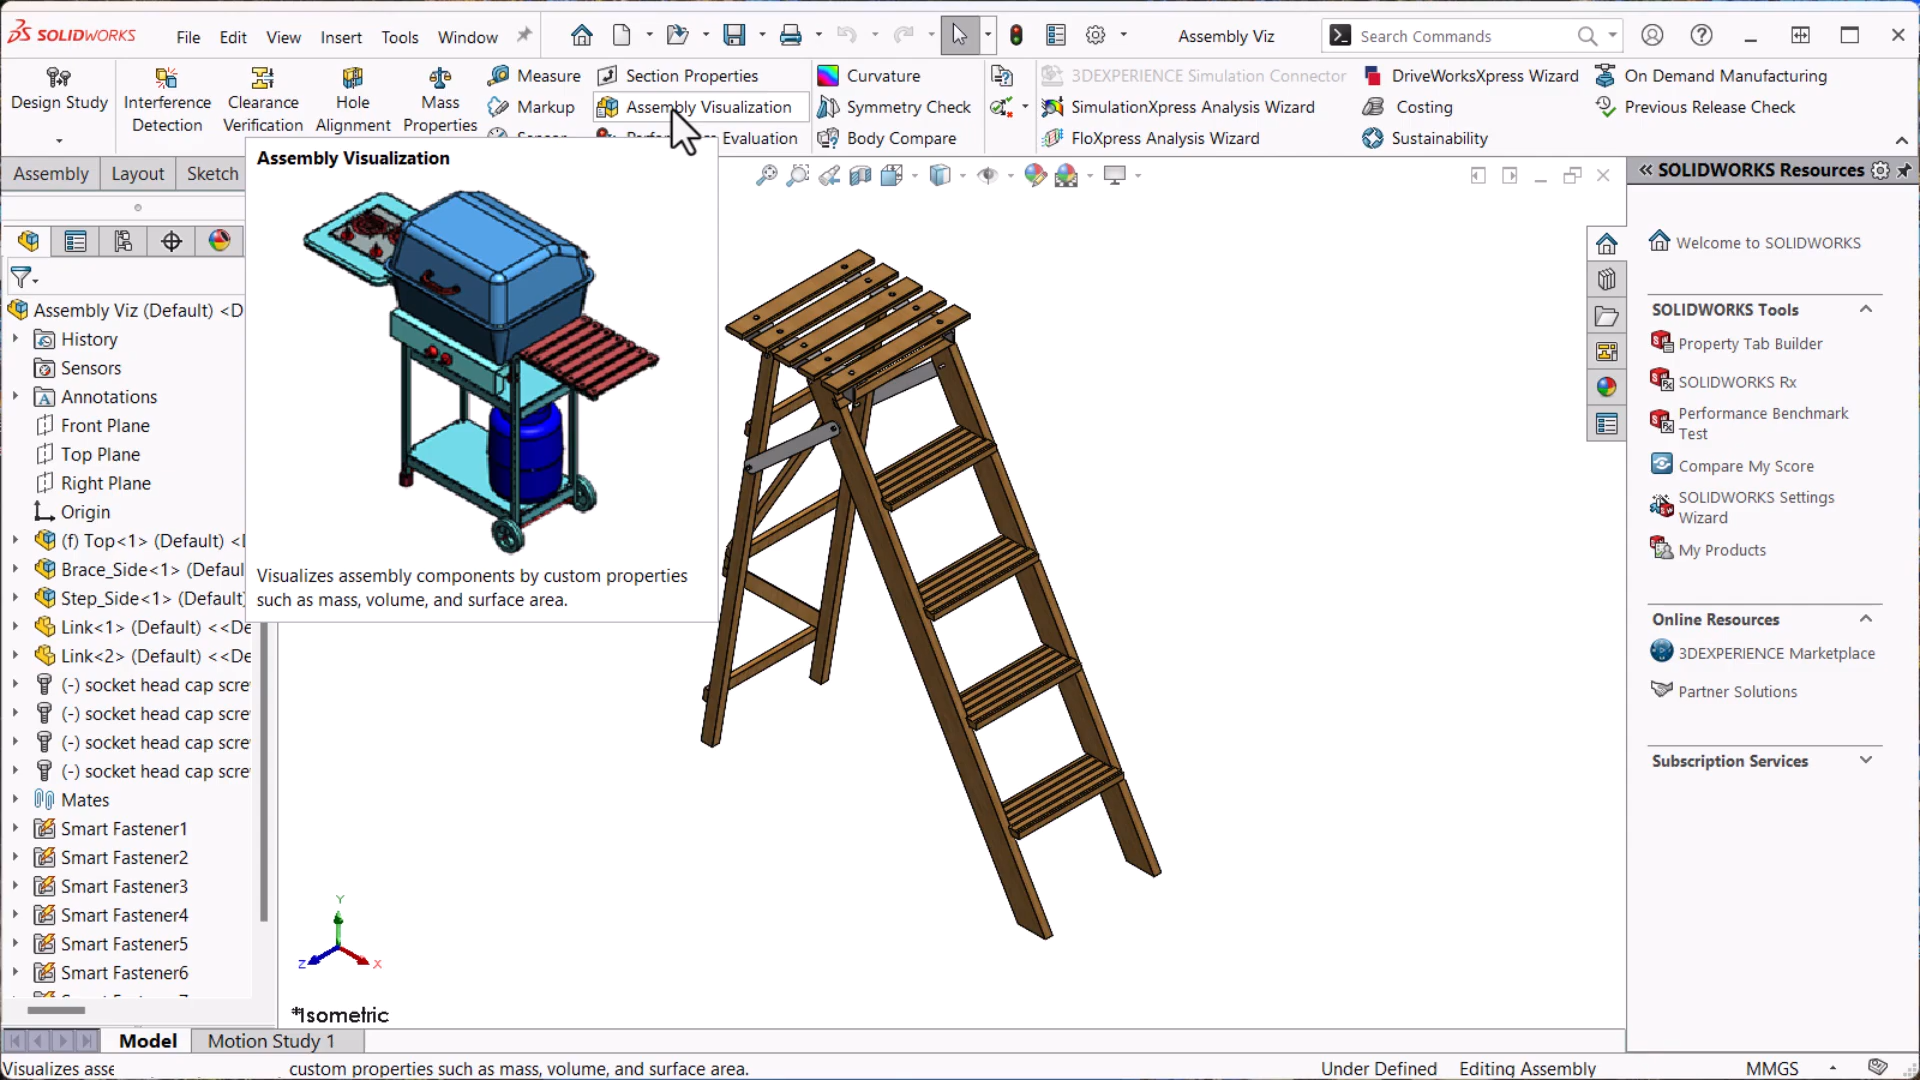 SOLIDWORKS
File Edit View Insert Tools Window
Assembly Viz
Search Commands
Design Study
Interference Detection
Clearance Verification
Hole Alignment
Mass Properties
Measure
Markup
Section Properties
Assembly Visualization
Evaluation
Curvature
Symmetry Check
Body Compare
3DEXPERIENCE Simulation Connector
SimulationXpress Analysis Wizard
FloXpress Analysis Wizard
DriveWorksXpress Wizard
Costing
Sustainability
On Demand Manufacturing
Previous Release Check
Assembly Layout Sketch
Assembly Visualization
Visualizes assembly components by custom properties
such as mass, volume, and surface area.
Assembly Viz (Default) <D
History
Sensors
Annotations
Front Plane
Top Plane
Right Plane
Origin
(f) Top<1> (Default) <D
Brace_Side<1> (Defaul
Step_Side<1> (Default)
Link<1> (Default) <<De
Link<2> (Default) <<De
(-) socket head cap scre
(-) socket head cap scre
(-) socket head cap scre
(-) socket head cap scre
Mates
Smart Fastener1
Smart Fastener2
Smart Fastener3
Smart Fastener4
Smart Fastener5
Smart Fastener6
Y
Z
X
*Isometric
SOLIDWORKS Resources
Welcome to SOLIDWORKS
SOLIDWORKS Tools
Property Tab Builder
SOLIDWORKS Rx
Performance Benchmark
Test
Compare My Score
SOLIDWORKS Settings
Wizard
My Products
Online Resources
3DEXPERIENCE Marketplace
Partner Solutions
Subscription Services
Model Motion Study 1
Visualizes asse custom properties such as mass, volume, and surface area.
Under Defined Editing Assembly MMGS